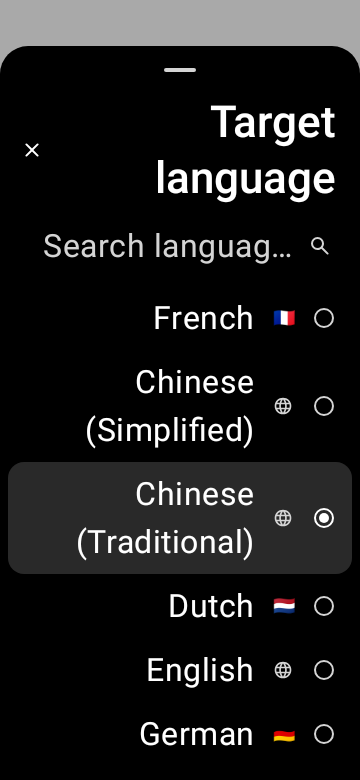 Target
language
Search languag…
French
Chinese
(Simplified)
Chinese
(Traditional)
Dutch
English
German